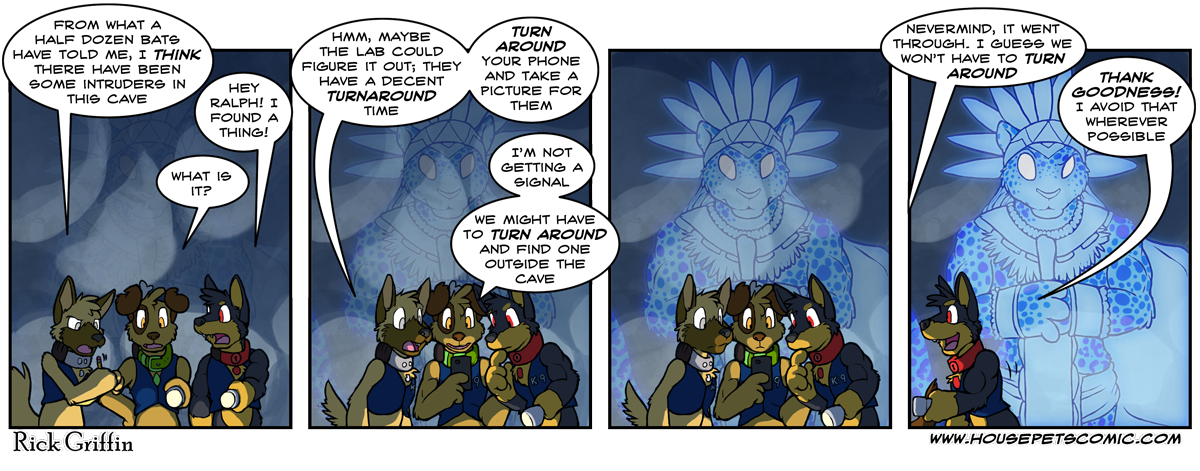 FROM WHAT A
HALF DOZEN BATS
HAVE TOLD ME, I THINK
THERE HAVE BEEN
SOME INTRUDERS IN
THIS CAVE
HEY
RALPH! I
FOUND A
THING!
WHAT IS
IT?
HMM, MAYBE
THE LAB COULD
FIGURE IT OUT; THEY
HAVE A DECENT
TURNAROUND
TIME
TURN
AROUND
YOUR PHONE
AND TAKE A
PICTURE FOR
THEM
I'M NOT
GETTING A
SIGNAL
WE MIGHT HAVE
TO TURN AROUND
AND FIND ONE
OUTSIDE THE
CAVE
K-9
NEVERMIND, IT WENT
THROUGH. I GUESS WE
WON'T HAVE TO TURN
AROUND
THANK
GOODNESS!
I AVOID THAT
WHEREVER
POSSIBLE
Rick Griffin
WWW.HOUSEPETSCOMIC.COM